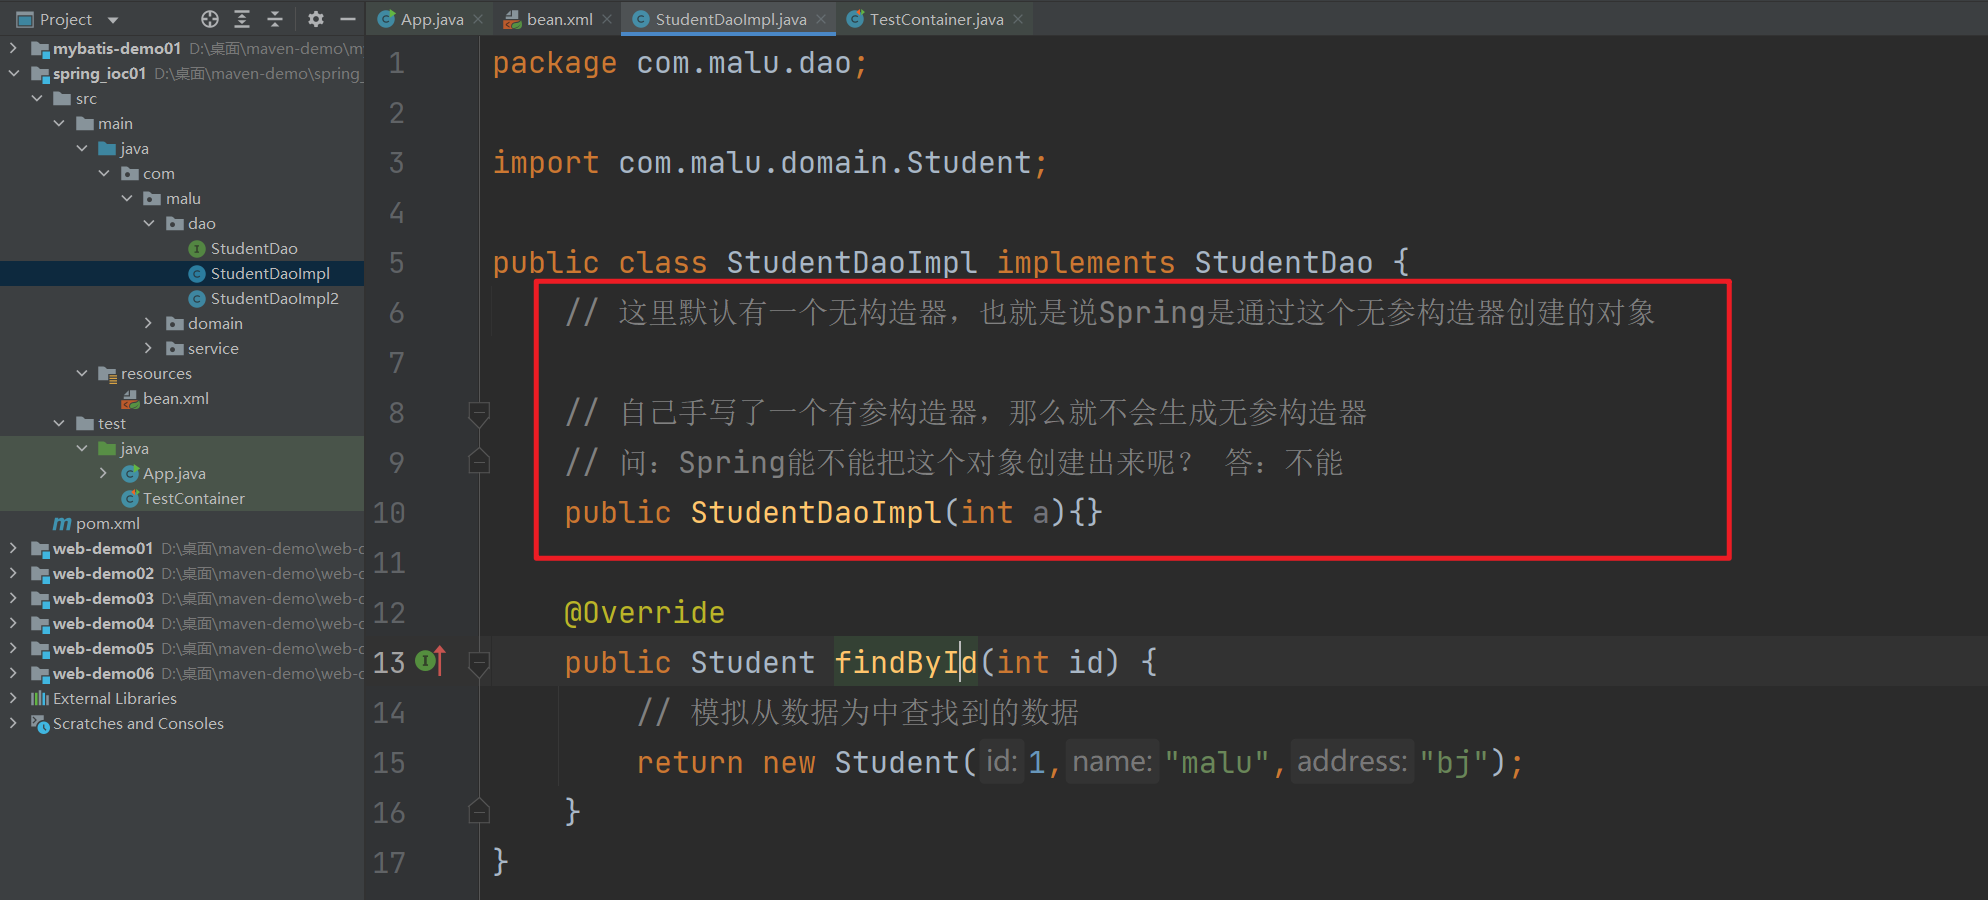 Project
App.java
bean.xml
StudentDaoImpl.java
TestContainer.java
mybatis-demo01 D:\桌面\maven-demo\m
spring_ioc01 D:\桌面\maven-demo\spring_
src
main
java
com
malu
dao
StudentDao
StudentDaoImpl
StudentDaoImpl2
domain
service
resources
bean.xml
test
java
App.java
TestContainer
pom.xml
web-demo01 D:\桌面\maven-demo\web-d
web-demo02 D:\桌面\maven-demo\web-d
web-demo03 D:\桌面\maven-demo\web-d
web-demo04 D:\桌面\maven-demo\web-d
web-demo05 D:\桌面\maven-demo\web-d
web-demo06 D:\桌面\maven-demo\web-d
External Libraries
Scratches and Consoles
1 package com.malu.dao;
2
3 import com.malu.domain.Student;
4
5 public class StudentDaoImpl implements StudentDao {
6 // 这里默认有一个无构造器，也就是说Spring是通过这个无参构造器创建的对象
7
8 // 自己手写了一个有参构造器，那么就不会生成无参构造器
9 // 问：Spring能不能把这个对象创建出来呢？ 答：不能
10 public StudentDaoImpl(int a){}
11
12 @Override
13 public Student findById(int id) {
14 // 模拟从数据为中查找到的数据
15 return new Student( id: 1, name: "malu", address: "bj");
16 }
17 }